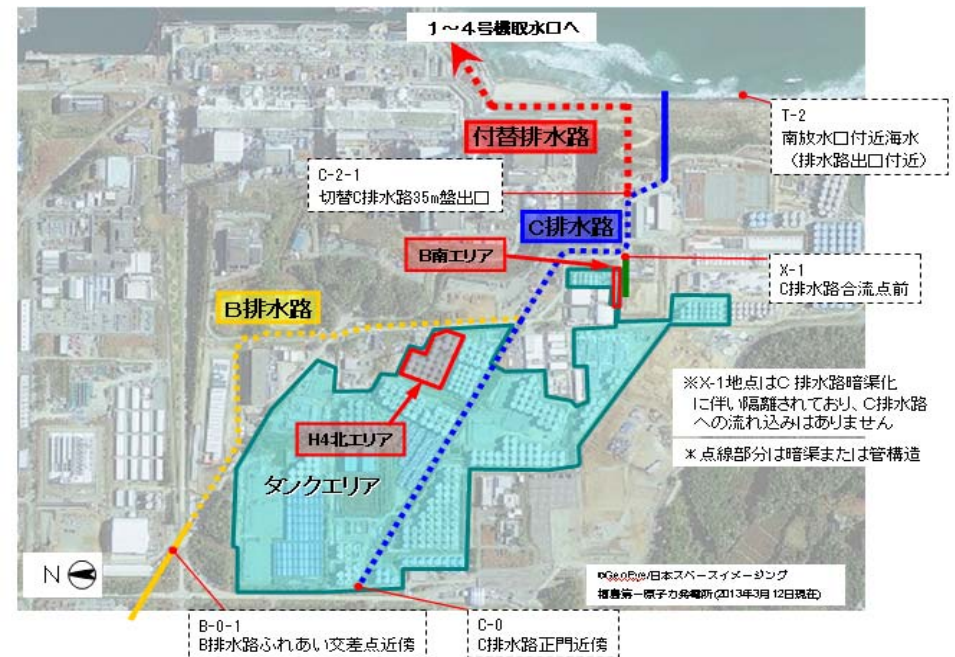 1～4号機取水口へ
付替排水路
T-2
南放水口付近海水
（排水路出口付近）
C-2-1
切替C排水路35m盤出口
C排水路
B南エリア
X-1
C排水路合流点前
B排水路
※X-1地点はC排水路暗渠化
に伴い隔離されており、C排水路
への流れ込みはありません
＊点線部分は暗渠または管構造
H4北エリア
タンクエリア
N
©GeoEye/日本スペースイメージング
福島第一原子力発電所(2013年3月12日現在)
B-0-1
B排水路ふれあい交差点近傍
C-0
C排水路正門近傍